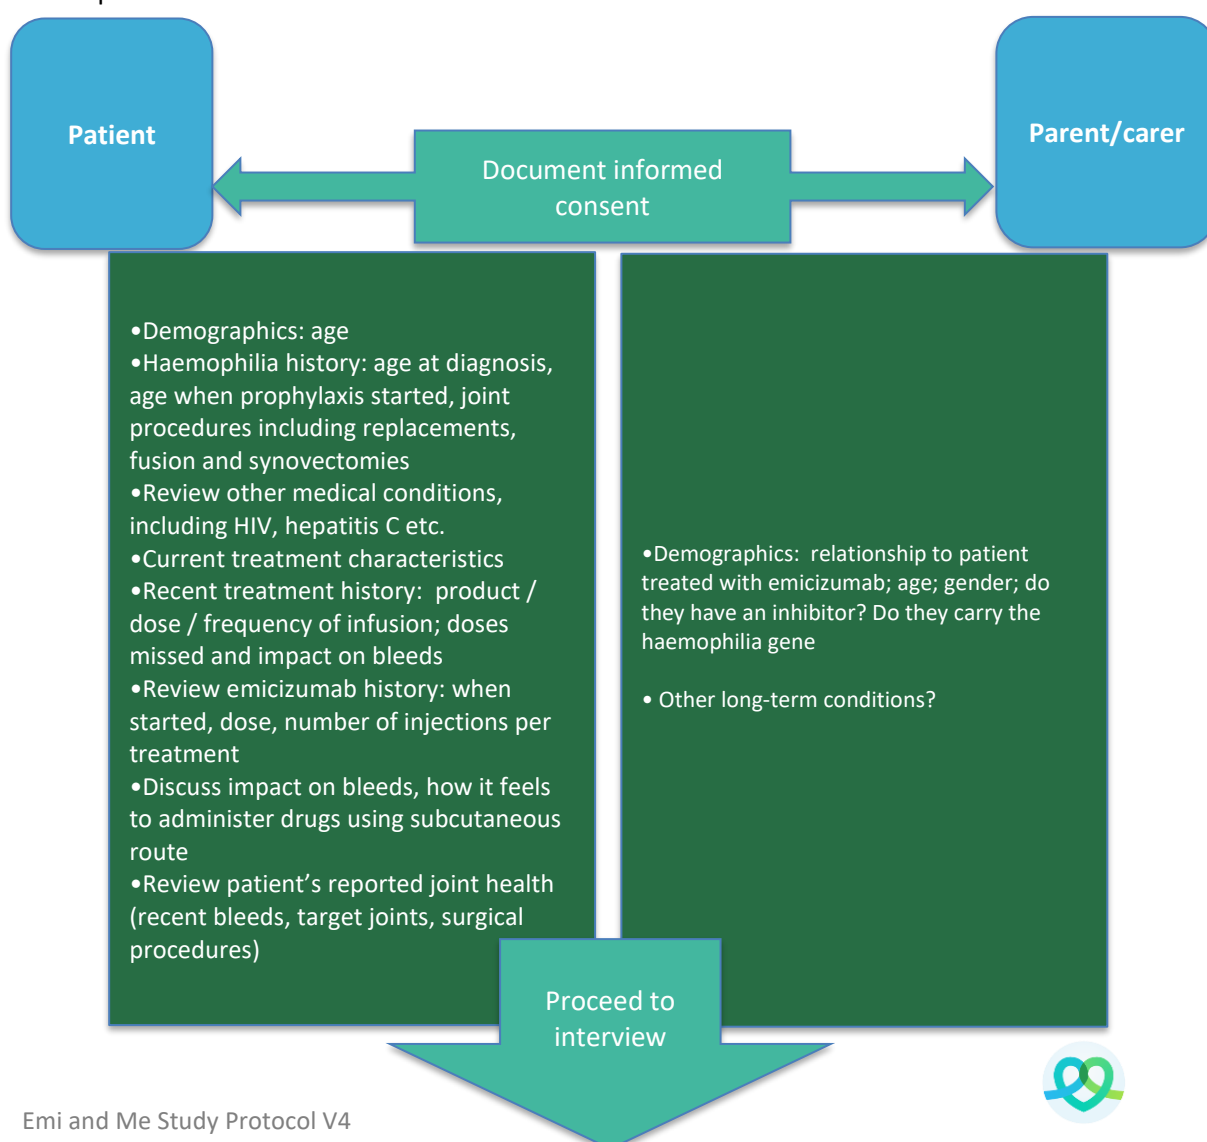 Patient
Parent/carer
Document informed
consent
•Demographics: age
•Haemophilia history: age at diagnosis,
age when prophylaxis started, joint
procedures including replacements,
fusion and synovectomies
•Review other medical conditions,
including HIV, hepatitis C etc.
•Current treatment characteristics
•Recent treatment history:  product /
dose / frequency of infusion; doses
missed and impact on bleeds
•Review emicizumab history: when
started, dose, number of injections per
treatment
•Discuss impact on bleeds, how it feels
to administer drugs using subcutaneous
route
•Review patient’s reported joint health
(recent bleeds, target joints, surgical
procedures)
•Demographics:  relationship to patient
treated with emicizumab; age; gender; do
they have an inhibitor? Do they carry the
haemophilia gene
• Other long-term conditions?
Proceed to
interview
Emi and Me Study Protocol V4